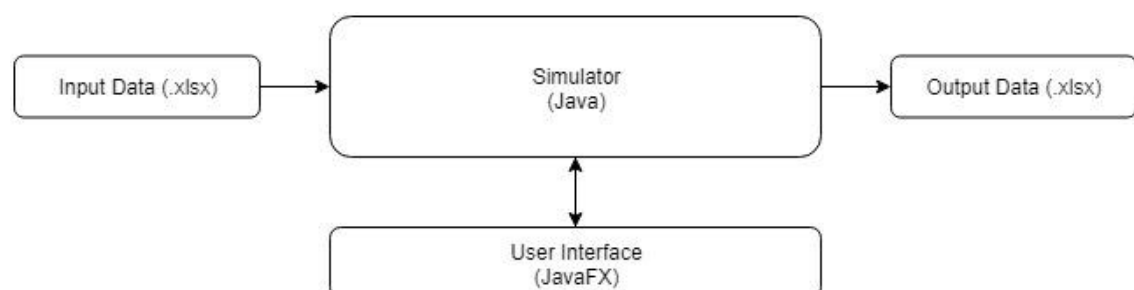 Input Data (.xlsx)
Simulator
(Java)
Output Data (.xlsx)
User Interface
(JavaFX)